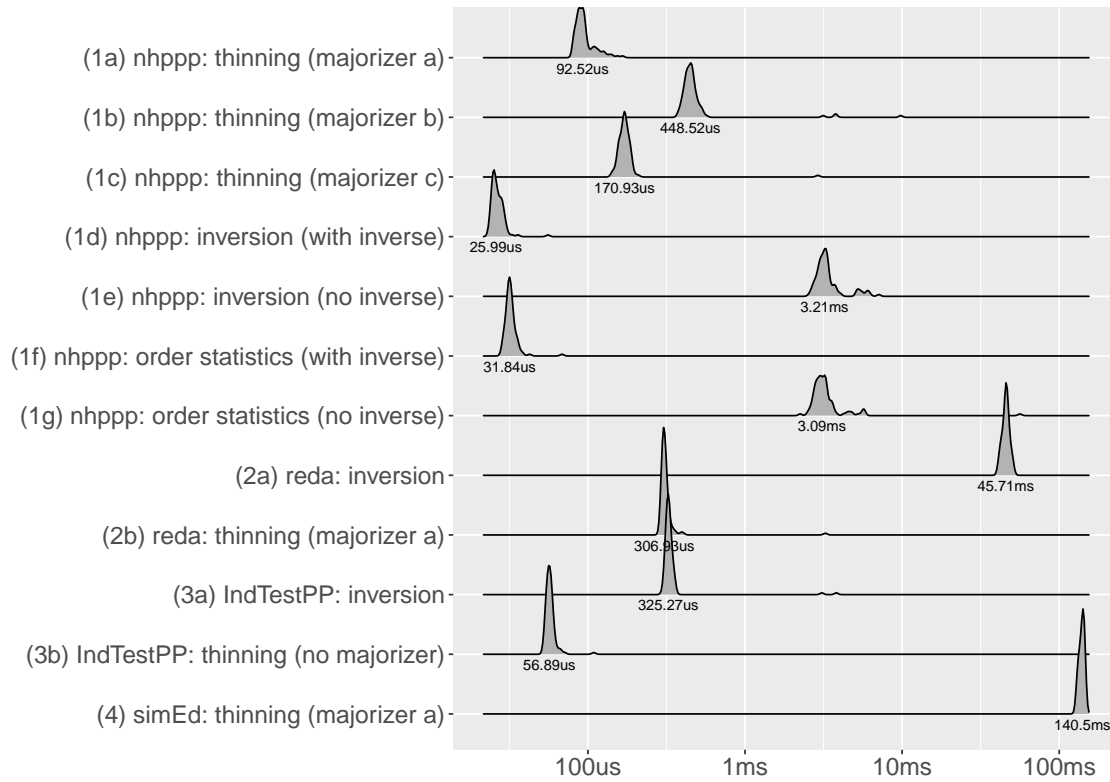 (1a) nhppp: thinning (majorizer a)
92.52us
(1b) nhppp: thinning (majorizer b)
448.52us
(1c) nhppp: thinning (majorizer c)
170.93us
(1d) nhppp: inversion (with inverse)
25.99us
(1e) nhppp: inversion (no inverse)
3.21ms
(1f) nhppp: order statistics (with inverse)
31.84us
(1g) nhppp: order statistics (no inverse)
3.09ms
(2a) reda: inversion
45.71ms
(2b) reda: thinning (majorizer a)
306.93us
(3a) IndTestPP: inversion
325.27us
(3b) IndTestPP: thinning (no majorizer)
56.89us
(4) simEd: thinning (majorizer a)
140.5ms
100us 1ms 10ms 100ms